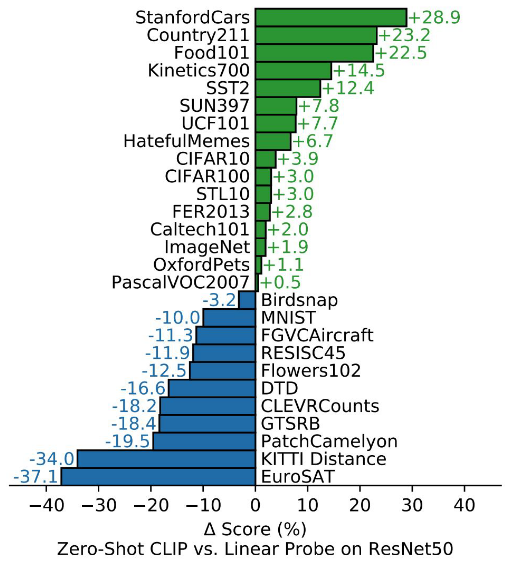 StanfordCars +28.9
Country211 +23.2
Food101 +22.5
Kinetics700 +14.5
SST2 +12.4
SUN397 +7.8
UCF101 +7.7
HatefulMemes +6.7
CIFAR10 +3.9
CIFAR100 +3.0
STL10 +3.0
FER2013 +2.8
Caltech101 +2.0
ImageNet +1.9
OxfordPets +1.1
PascalVOC2007 +0.5
-3.2 Birdsnap
-10.0 MNIST
-11.3 FGVCAircraft
-11.9 RESISC45
-12.5 Flowers102
-16.6 DTD
-18.2 CLEVRCounts
-18.4 GTSRB
-19.5 PatchCamelyon
-34.0 KITTI Distance
-37.1 EuroSAT
−40 −30 −20 −10 0 10 20 30 40
Δ Score (%)
Zero-Shot CLIP vs. Linear Probe on ResNet50